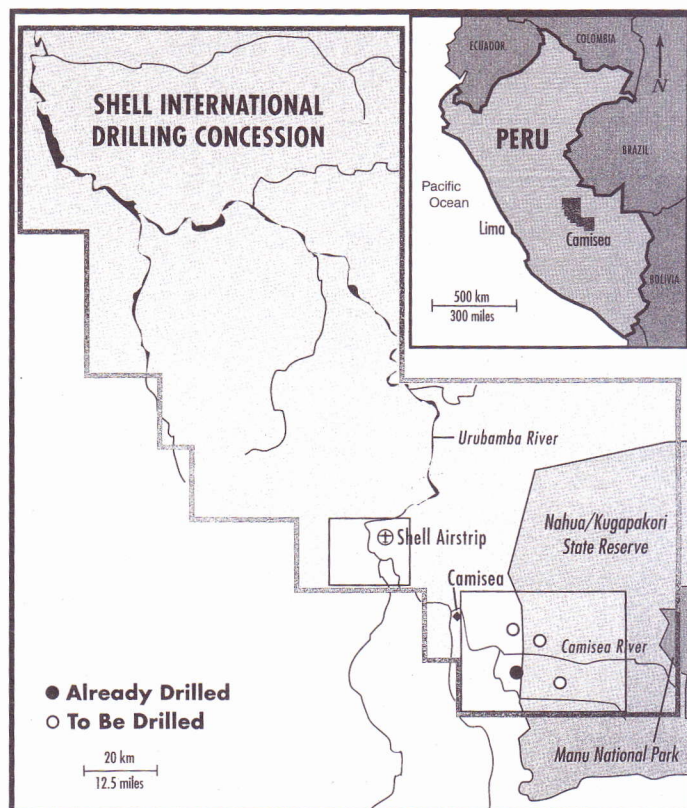 SHELL INTERNATIONAL
DRILLING CONCESSION
ECUADOR
COLOMBIA
N
PERU
BRAZIL
Pacific
Ocean
Lima
Camisea
BOLIVIA
500 km
300 miles
Urubamba River
Nahua/Kugapakori
State Reserve
Shell Airstrip
Camisea
Camisea River
Already Drilled
To Be Drilled
Manu National Park
20 km
12.5 miles